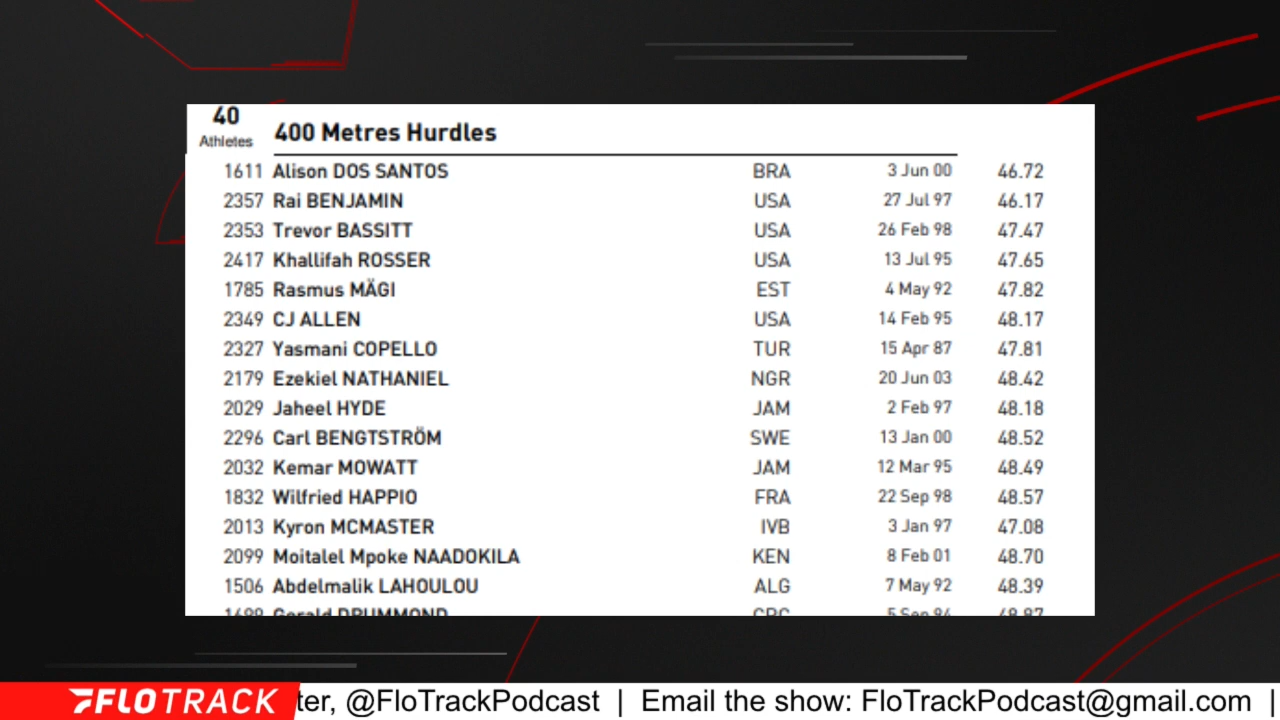 40
Athletes
400 Metres Hurdles
1611 Alison DOS SANTOS BRA 3 Jun 00 46.72
2357 Rai BENJAMIN USA 27 Jul 97 46.17
2353 Trevor BASSITT USA 26 Feb 98 47.47
2417 Khallifah ROSSER USA 13 Jul 95 47.65
1785 Rasmus MÄGI EST 4 May 92 47.82
2349 CJ ALLEN USA 14 Feb 95 48.17
2327 Yasmani COPELLO TUR 15 Apr 87 47.81
2179 Ezekiel NATHANIEL NGR 20 Jun 03 48.42
2029 Jaheel HYDE JAM 2 Feb 97 48.18
2296 Carl BENGTSTRÖM SWE 13 Jan 00 48.52
2032 Kemar MOWATT JAM 12 Mar 95 48.49
1832 Wilfried HAPPIO FRA 22 Sep 98 48.57
2013 Kyron MCMASTER IVB 3 Jan 97 47.08
2099 Moitalel Mpoke NAADOKILA KEN 8 Feb 01 48.70
1506 Abdelmalik LAHOULOU ALG 7 May 92 48.39
Gerald DRUMMOND CRC 5 Sep 94
FLOTRACK ter, @FloTrackPodcast | Email the show: FloTrackPodcast@gmail.com |